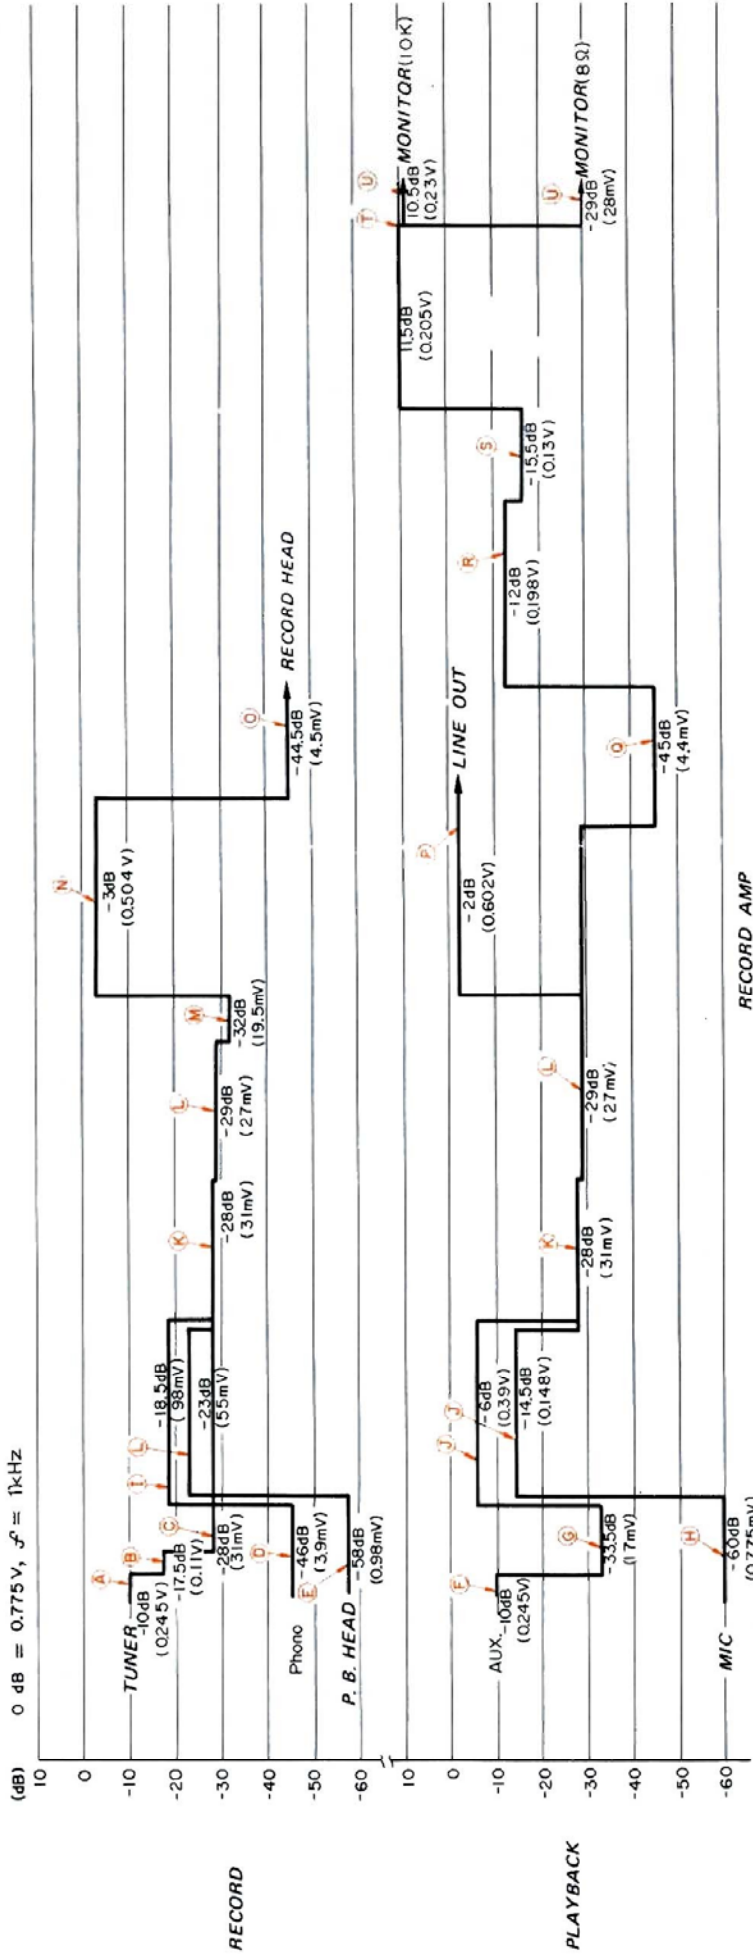 (dB) 0 dB = 0.775V, f = 1kHz
RECORD
10
0
-10
-20
-30
-40
-50
-60
TUNER
A
-10dB
(0.245V)
B
-17.5dB
(0.11V)
C
-28dB
(31mV)
Phono
D
-46dB
(3.9mV)
P. B. HEAD
E
-58dB
(0.98mV)
I
-18.5dB
(98mV)
L
-23dB
(55mV)
K
-28dB
(31mV)
L
-29dB
(27mV)
M
-32dB
(19.5mV)
N
-3dB
(0.504V)
O
-44.5dB
(4.5mV)
RECORD HEAD
PLAYBACK
10
0
-10
-20
-30
-40
-50
-60
AUX.
F
-10dB
(0.245V)
G
-33.5dB
(17mV)
MIC
H
-60dB
(0.775mV)
J
-6dB
(0.39V)
J
-14.5dB
(0.148V)
K
-28dB
(31mV)
L
-29dB
(27mV)
P
-2dB
(0.602V)
LINE OUT
Q
-45dB
(4.4mV)
R
-12dB
(0.198V)
S
-15.5dB
(0.13V)
11.5dB
(0.205V)
T
U
10.5dB
(0.23V)
MONITOR(10K)
U
-29dB
(28mV)
MONITOR(8Ω)
RECORD AMP